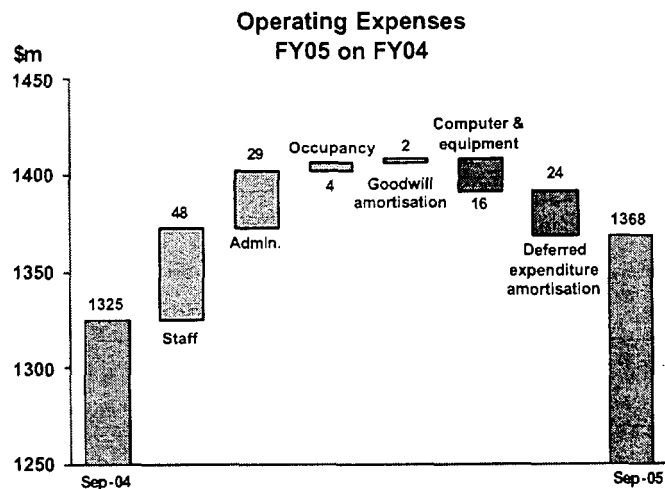 Operating Expenses
FY05 on FY04
$m
1450
1400
1350
1300
1250
1325
Sep-04
48
Staff
29
Admin.
Occupancy
4
2
Goodwill
amortisation
Computer &
equipment
16
24
Deferred
expenditure
amortisation
1368
Sep-05